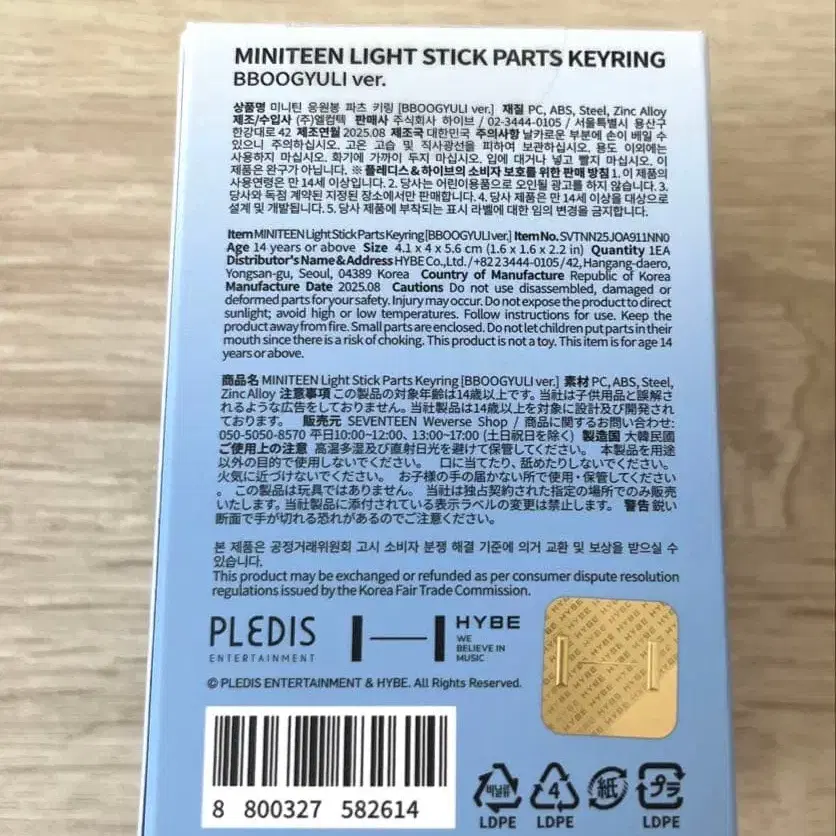 MINITEEN LIGHT STICK PARTS KEYRING
BBOOGYULI ver.
상품명 미니틴 응원봉 파츠 키링 [BBOOGYULI ver.] 재질 PC, ABS, Steel, Zinc Alloy
제조/수입사 (주)엘컴텍 판매사 주식회사 하이브 / 02-3444-0105 / 서울특별시 용산구
한강대로 42 제조연월 2025.08 제조국 대한민국 주의사항 날카로운 부분에 손이 베일 수
있으니 주의하십시오. 고온 고습 및 직사광선을 피하여 보관하십시오. 용도 이외에는
사용하지 마십시오. 화기에 가까이 두지 마십시오. 입에 대거나 넣고 빨지 마십시오. 이
제품은 완구가 아닙니다. ※ 플레디스&하이브의 소비자 보호를 위한 판매 방침 1. 이 제품의
사용연령은 만 14세 이상입니다. 2. 당사는 어린이용품으로 오인될 광고를 하지 않습니다. 3.
당사와 독점 계약된 지정된 장소에서만 판매합니다. 4. 당사 제품은 만 14세 이상을 대상으로
설계 및 개발됩니다. 5. 당사 제품에 부착되는 표시 라벨에 대한 임의 변경을 금지합니다.
Item MINITEEN Light Stick Parts Keyring [BBOOGYULI ver.] Item No. SVTNN25JOA911NN0
Age 14 years or above Size 4.1 x 4 x 5.6 cm (1.6 x 1.6 x 2.2 in) Quantity 1EA
Distributor's Name & Address HYBE Co., Ltd. / +82 2 3444-0105 / 42, Hangang-daero,
Yongsan-gu, Seoul, 04389 Korea Country of Manufacture Republic of Korea
Manufacture Date 2025.08 Cautions Do not use disassembled, damaged or
deformed parts for your safety. Injury may occur. Do not expose the product to direct
sunlight; avoid high or low temperatures. Follow instructions for use. Keep the
product away from fire. Small parts are enclosed. Do not let children put parts in their
mouth since there is a risk of choking. This product is not a toy. This item is for age 14
years or above.
商品名 MINITEEN Light Stick Parts Keyring [BBOOGYULI ver.] 素材 PC, ABS, Steel,
Zinc Alloy 注意事項 この製品の対象年齢は14歳以上です。当社は子供用品と誤解さ
れるような広告をしておりません。当社製品は14歳以上を対象に設計及び開発され
ております。 販売元 SEVENTEEN Weverse Shop / 商品に関するお問い合わせ:
050-5050-8570 平日10:00~12:00、13:00~17:00 (土日祝日を除く) 製造国 大韓民國
ご使用上の注意 高温多湿及び直射日光を避けて保管してください。 本製品を用途
以外の目的で使用しないでください。 口に当てたり、舐めたりしないでください。
火気に近づけないでください。 お子様の手の届かない所で使用・保管してください
。 この製品は玩具ではありません。 当社は独占契約された指定の場所でのみ販売
いたします。当社製品に添付されている表示ラベルの変更は禁止します。 警告 鋭い
断面で手が切れる恐れがあるのでご注意ください。
본 제품은 공정거래위원회 고시 소비자 분쟁 해결 기준에 의거 교환 및 보상을 받으실 수
있습니다.
This product may be exchanged or refunded as per consumer dispute resolution
regulations issued by the Korea Fair Trade Commission.
PLEDIS
ENTERTAINMENT
HYBE
WE
BELIEVE IN
MUSIC
© PLEDIS ENTERTAINMENT & HYBE. All Rights Reserved.
8 800327 582614
비닐류
LDPE
4
LDPE
紙
プラ
LDPE